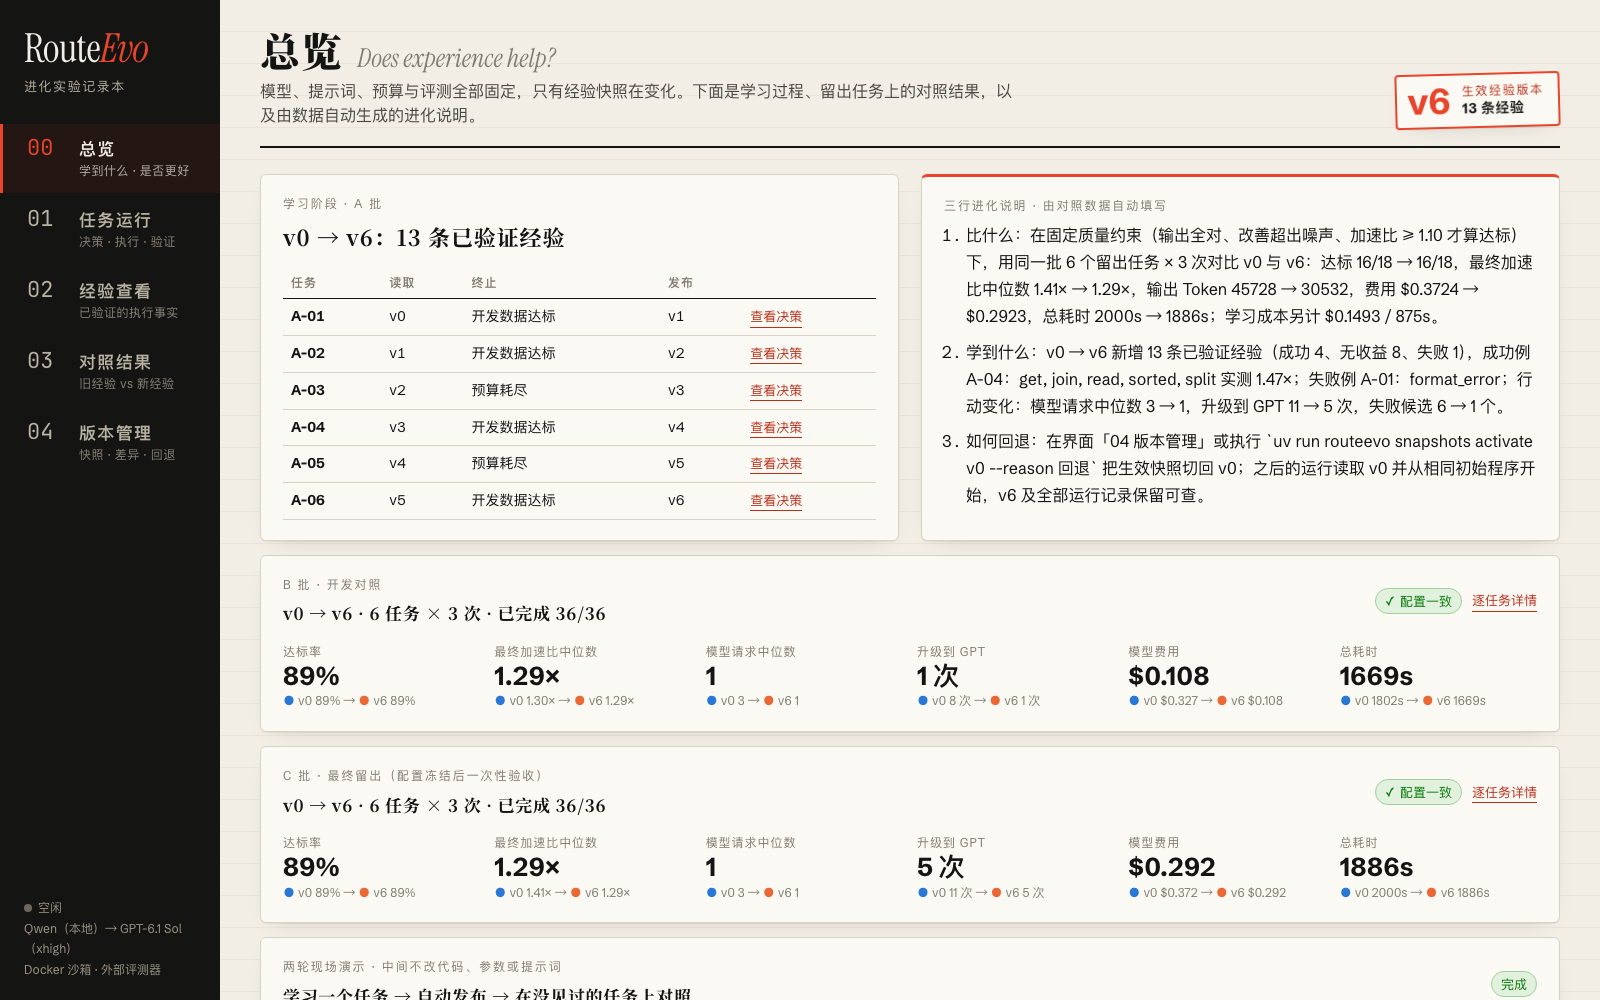 RouteEvo
进化实验记录本
00 总览
学到什么 · 是否更好
01 任务运行
决策 · 执行 · 验证
02 经验查看
已验证的执行事实
03 对照结果
旧经验 vs 新经验
04 版本管理
快照 · 差异 · 回退
空闲
Qwen（本地）→ GPT-6.1 Sol
（xhigh）
Docker 沙箱 · 外部评测器
总览 Does experience help?
模型、提示词、预算与评测全部固定，只有经验快照在变化。下面是学习过程、留出任务上的对照结果，以
及由数据自动生成的进化说明。
v6 生效经验版本
13 条经验
学习阶段 · A 批
v0 → v6：13 条已验证经验
任务 读取 终止 发布
A-01 v0 开发数据达标 v1 查看决策
A-02 v1 开发数据达标 v2 查看决策
A-03 v2 预算耗尽 v3 查看决策
A-04 v3 开发数据达标 v4 查看决策
A-05 v4 预算耗尽 v5 查看决策
A-06 v5 开发数据达标 v6 查看决策
三行进化说明 · 由对照数据自动填写
1. 比什么：在固定质量约束（输出全对、改善超出噪声、加速比 ≥ 1.10 才算达标）
下，用同一批 6 个留出任务 × 3 次对比 v0 与 v6：达标 16/18 → 16/18，最终加速
比中位数 1.41× → 1.29×，输出 Token 45728 → 30532，费用 $0.3724 →
$0.2923，总耗时 2000s → 1886s；学习成本另计 $0.1493 / 875s。
2. 学到什么：v0 → v6 新增 13 条已验证经验（成功 4、无收益 8、失败 1），成功例
A-04：get, join, read, sorted, split 实测 1.47×；失败例 A-01：format_error；行
动变化：模型请求中位数 3 → 1，升级到 GPT 11 → 5 次，失败候选 6 → 1 个。
3. 如何回退：在界面「04 版本管理」或执行 `uv run routeevo snapshots activate
v0 --reason 回退` 把生效快照切回 v0；之后的运行读取 v0 并从相同初始程序开
始，v6 及全部运行记录保留可查。
B 批 · 开发对照
v0 → v6 · 6 任务 × 3 次 · 已完成 36/36
✓ 配置一致 逐任务详情
达标率 最终加速比中位数 模型请求中位数 升级到 GPT 模型费用 总耗时
89% 1.29× 1 1 次 $0.108 1669s
v0 89% → v6 89% v0 1.30× → v6 1.29× v0 3 → v6 1 v0 8 次 → v6 1 次 v0 $0.327 → v6 $0.108 v0 1802s → v6 1669s
C 批 · 最终留出（配置冻结后一次性验收）
v0 → v6 · 6 任务 × 3 次 · 已完成 36/36
✓ 配置一致 逐任务详情
达标率 最终加速比中位数 模型请求中位数 升级到 GPT 模型费用 总耗时
89% 1.29× 1 5 次 $0.292 1886s
v0 89% → v6 89% v0 1.41× → v6 1.29× v0 3 → v6 1 v0 11 次 → v6 5 次 v0 $0.372 → v6 $0.292 v0 2000s → v6 1886s
两轮现场演示 · 中间不改代码、参数或提示词
完成
学习一个任务 → 自动发布 → 在没见过的任务上对照